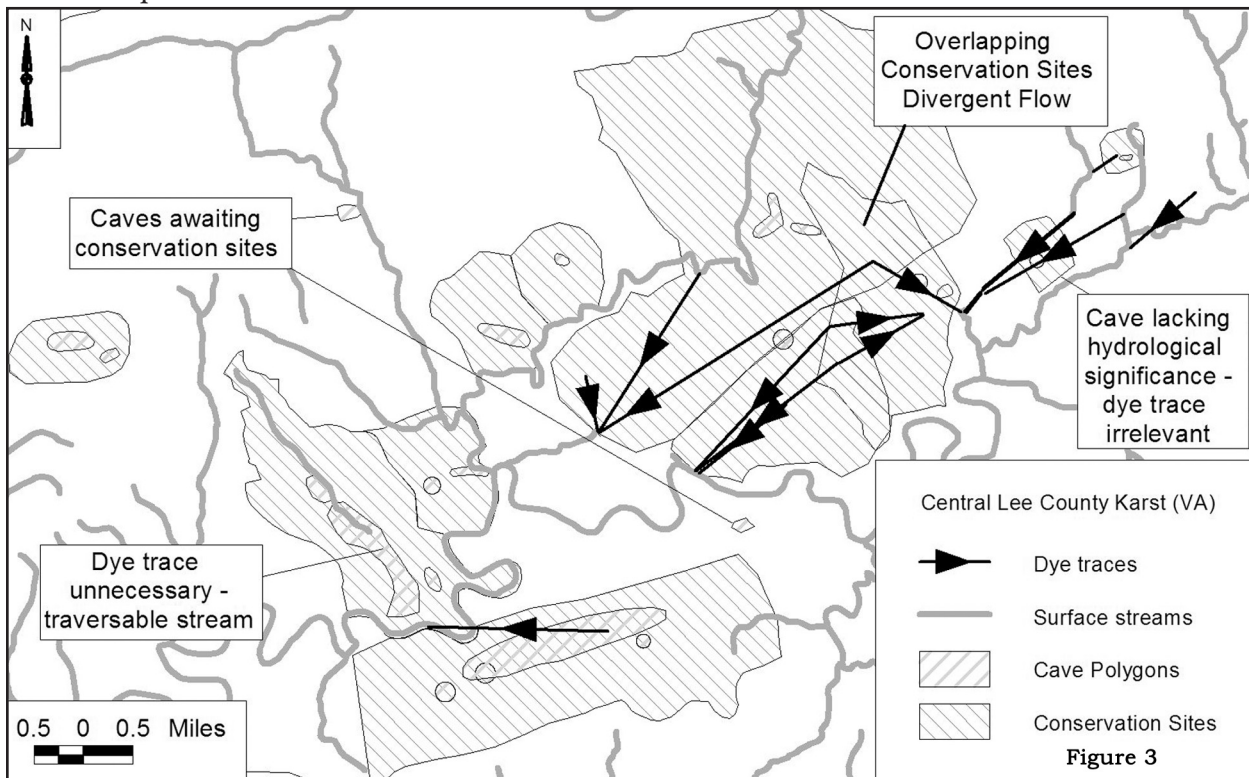 N
Overlapping
Conservation Sites
Divergent Flow
Caves awaiting
conservation sites
Cave lacking
hydrological
significance -
dye trace
irrelevant
Dye trace
unnecessary -
traversable stream
Central Lee County Karst (VA)
Dye traces
Surface streams
Cave Polygons
Conservation Sites
Figure 3
0.5 0 0.5 Miles